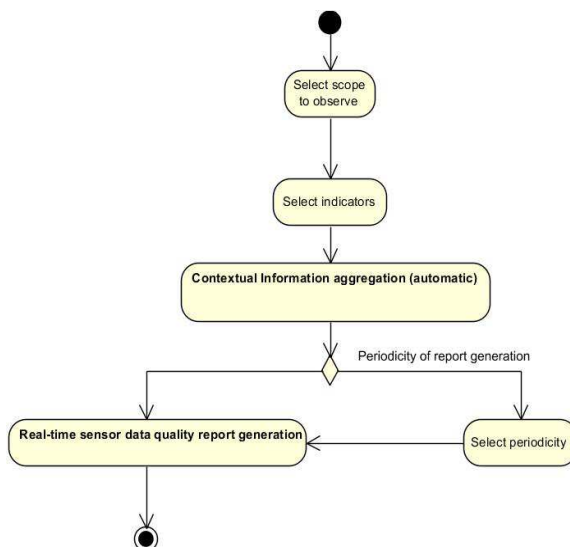 Select scope
to observe
Select indicators
Contextual Information aggregation (automatic)
Periodicity of report generation
Real-time sensor data quality report generation
Select periodicity